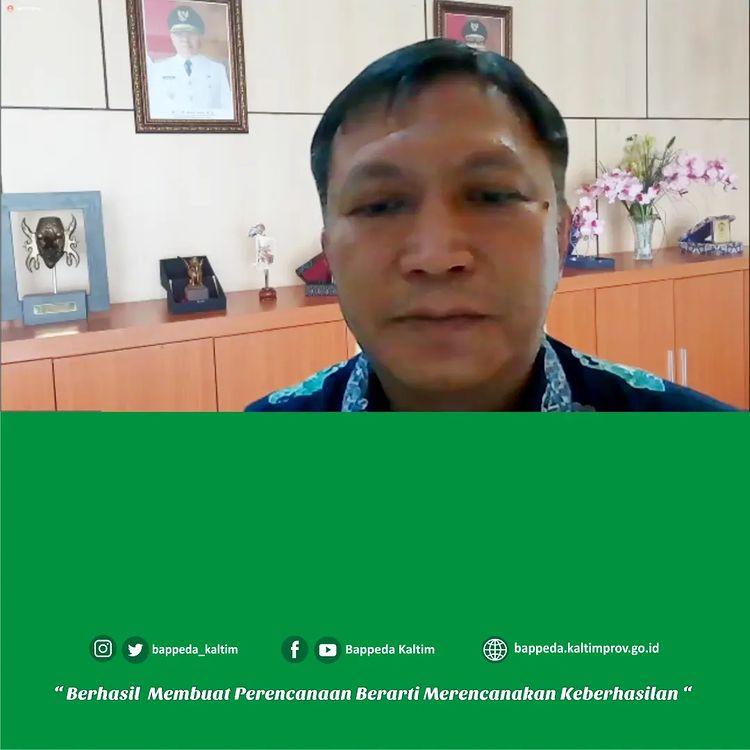 bappeda_kaltim
Bappeda Kaltim
bappeda.kaltimprov.go.id
“ Berhasil Membuat Perencanaan Berarti Merencanakan Keberhasilan “